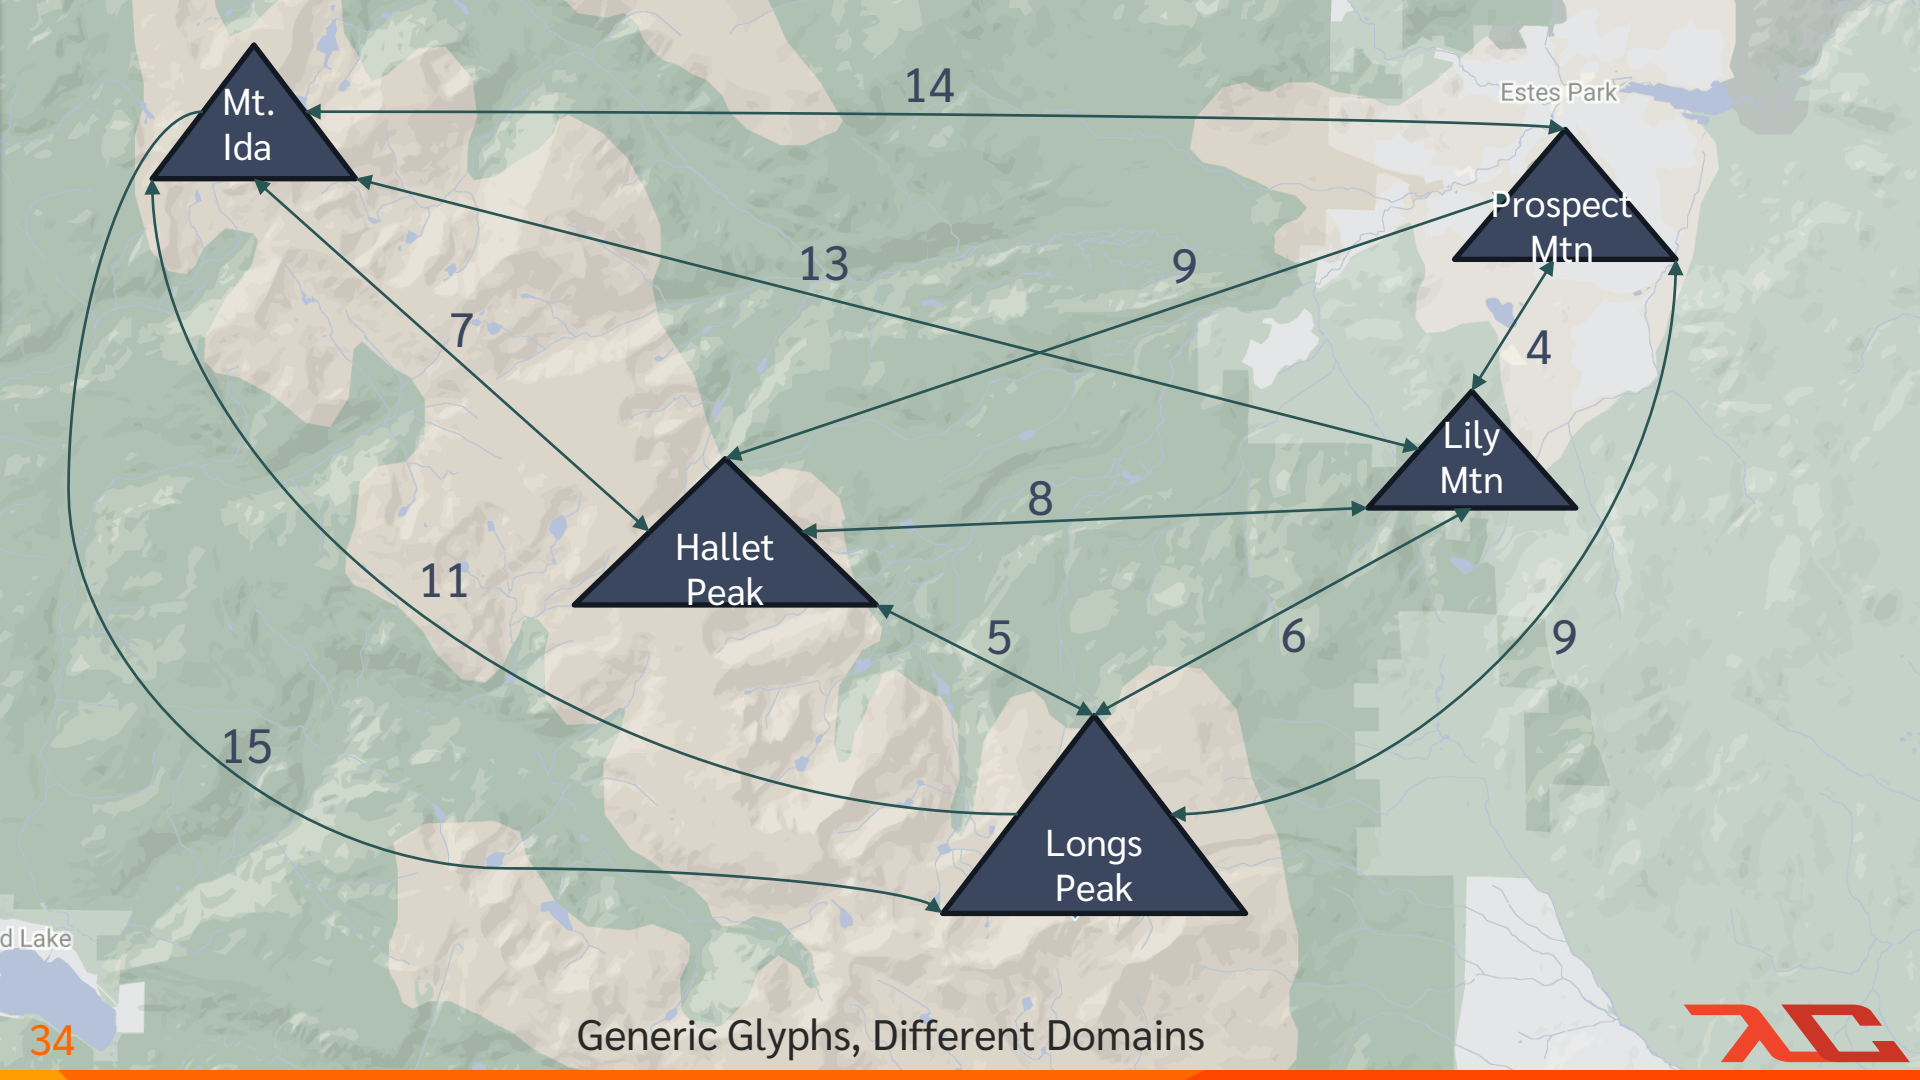 14
Estes Park
Mt.
Ida
Prospect
Mtn
13
9
7
4
Lily
Mtn
8
Hallet
Peak
11
5
6
9
15
Longs
Peak
d Lake
34
Generic Glyphs, Different Domains